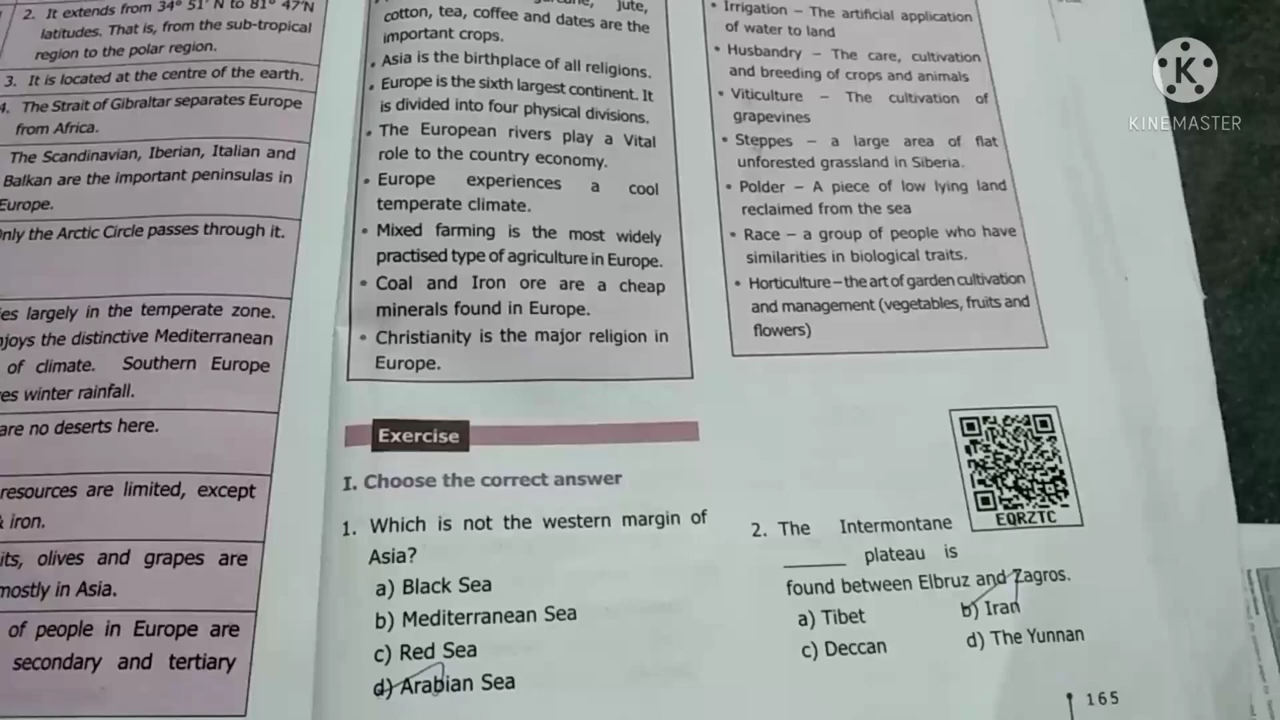 2. It extends from 34° 51' N to 81° 47'N
latitudes. That is, from the sub-tropical
region to the polar region.
3. It is located at the centre of the earth.
4. The Strait of Gibraltar separates Europe
from Africa.
The Scandinavian, Iberian, Italian and
Balkan are the important peninsulas in
Europe.
Only the Arctic Circle passes through it.
largely in the temperate zone.
the distinctive Mediterranean
of climate. Southern Europe
winter rainfall.
are no deserts here.
resources are limited, except
& iron.
olives and grapes are
mostly in Asia.
of people in Europe are
secondary and tertiary
jute,
cotton, tea, coffee and dates are the
important crops.
• Asia is the birthplace of all religions.
• Europe is the sixth largest continent. It
is divided into four physical divisions.
• The European rivers play a Vital
role to the country economy.
• Europe experiences a cool
temperate climate.
• Mixed farming is the most widely
practised type of agriculture in Europe.
• Coal and Iron ore are a cheap
minerals found in Europe.
• Christianity is the major religion in
Europe.
• Irrigation – The artificial application
of water to land
• Husbandry – The care, cultivation
and breeding of crops and animals
• Viticulture – The cultivation of
grapevines
• Steppes – a large area of flat
unforested grassland in Siberia.
• Polder – A piece of low lying land
reclaimed from the sea
• Race – a group of people who have
similarities in biological traits.
• Horticulture – the art of garden cultivation
and management (vegetables, fruits and
flowers)
K
KINEMASTER
Exercise
I. Choose the correct answer
1. Which is not the western margin of
Asia?
a) Black Sea
b) Mediterranean Sea
c) Red Sea
d) Arabian Sea
EQRZTC
2. The Intermontane
______ plateau is
found between Elbruz and Zagros.
a) Tibet b) Iran
c) Deccan d) The Yunnan
165